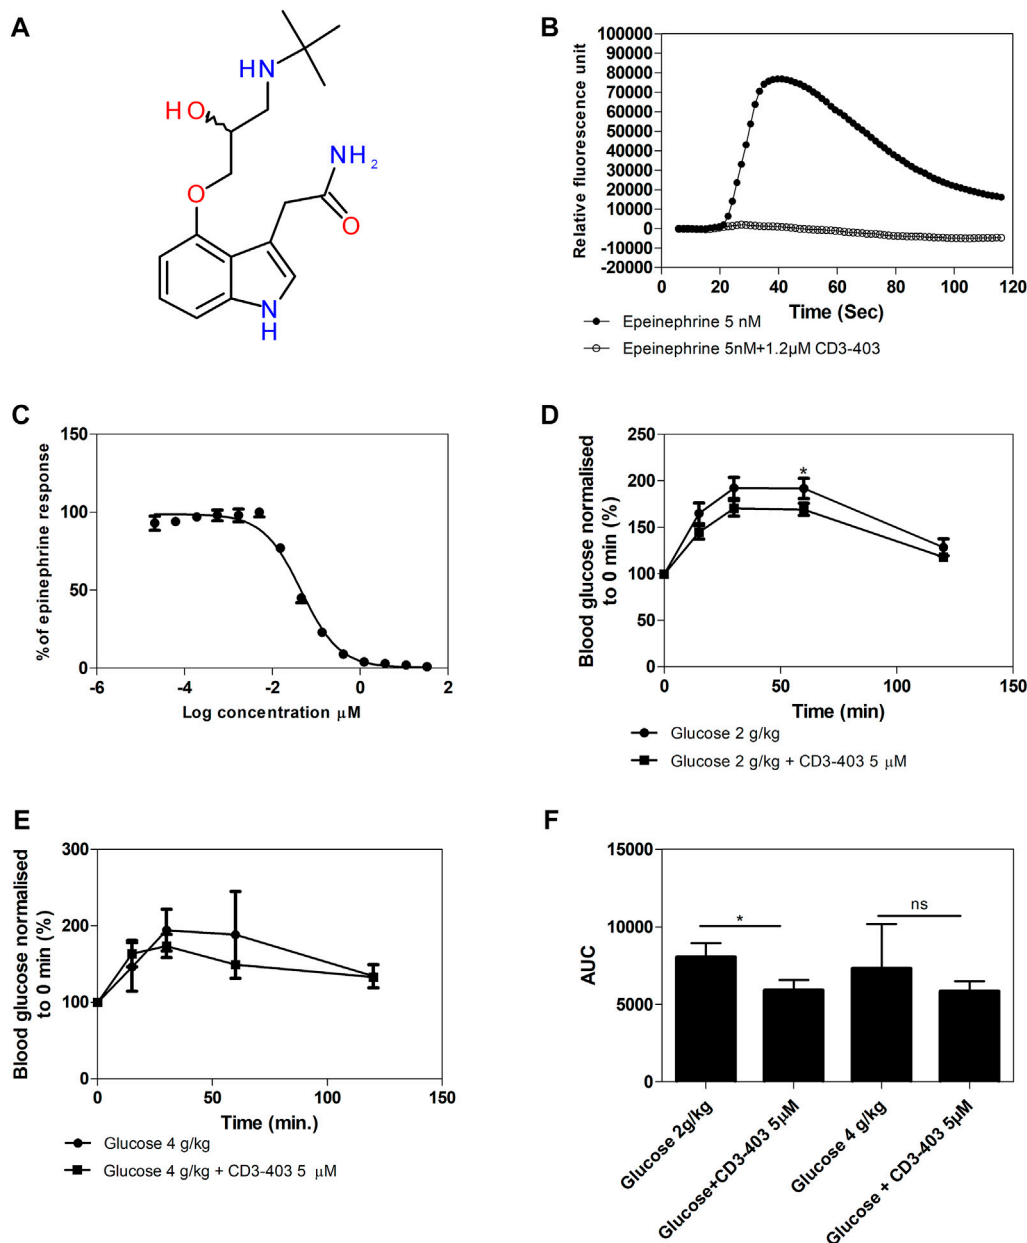 A
HN
HO
NH2
O
O
N
H
B
Relative fluorescence unit
100000
90000
80000
70000
60000
50000
40000
30000
20000
10000
0
-10000
-20000
0 20 40 60 80 100 120
Time (Sec)
Epeinephrine 5 nM
Epeinephrine 5nM+1.2µM CD3-403
C
% of epinephrine response
150
100
50
0
-6 -4 -2 0 2
Log concentration µM
D
Blood glucose normalised
to 0 min (%)
250
200
150
100
50
0
*
0 50 100 150
Time (min)
Glucose 2 g/kg
Glucose 2 g/kg + CD3-403 5 µM
E
Blood glucose normalised
to 0 min (%)
300
200
100
0
0 50 100 150
Time (min.)
Glucose 4 g/kg
Glucose 4 g/kg + CD3-403 5 µM
F
AUC
15000
10000
5000
0
*
ns
Glucose 2g/kg
Glucose+CD3-403 5µM
Glucose 4 g/kg
Glucose + CD3-403 5µM